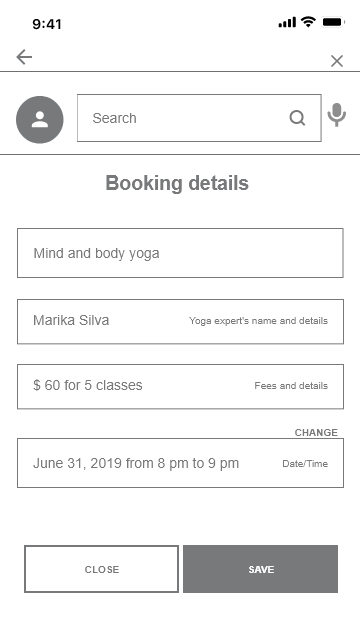 9:41
Search
Booking details
Mind and body yoga
Marika Silva Yoga expert's name and details
$ 60 for 5 classes Fees and details
CHANGE
June 31, 2019 from 8 pm to 9 pm Date/Time
CLOSE SAVE